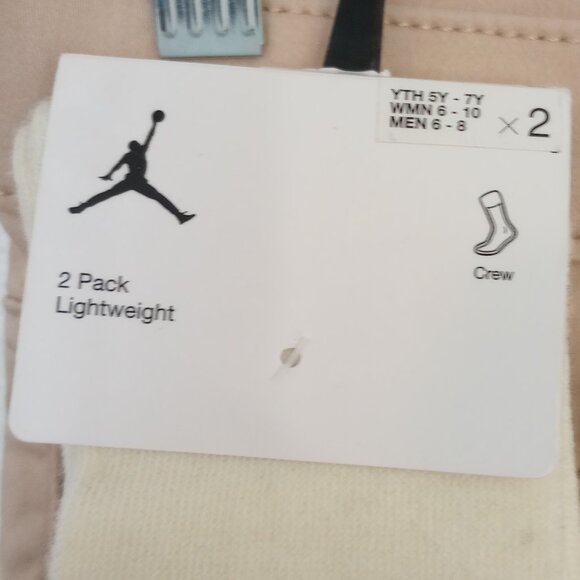 YTH 5Y - 7Y
WMN 6 - 10
MEN 6 - 8
× 2
Crew
2 Pack
Lightweight